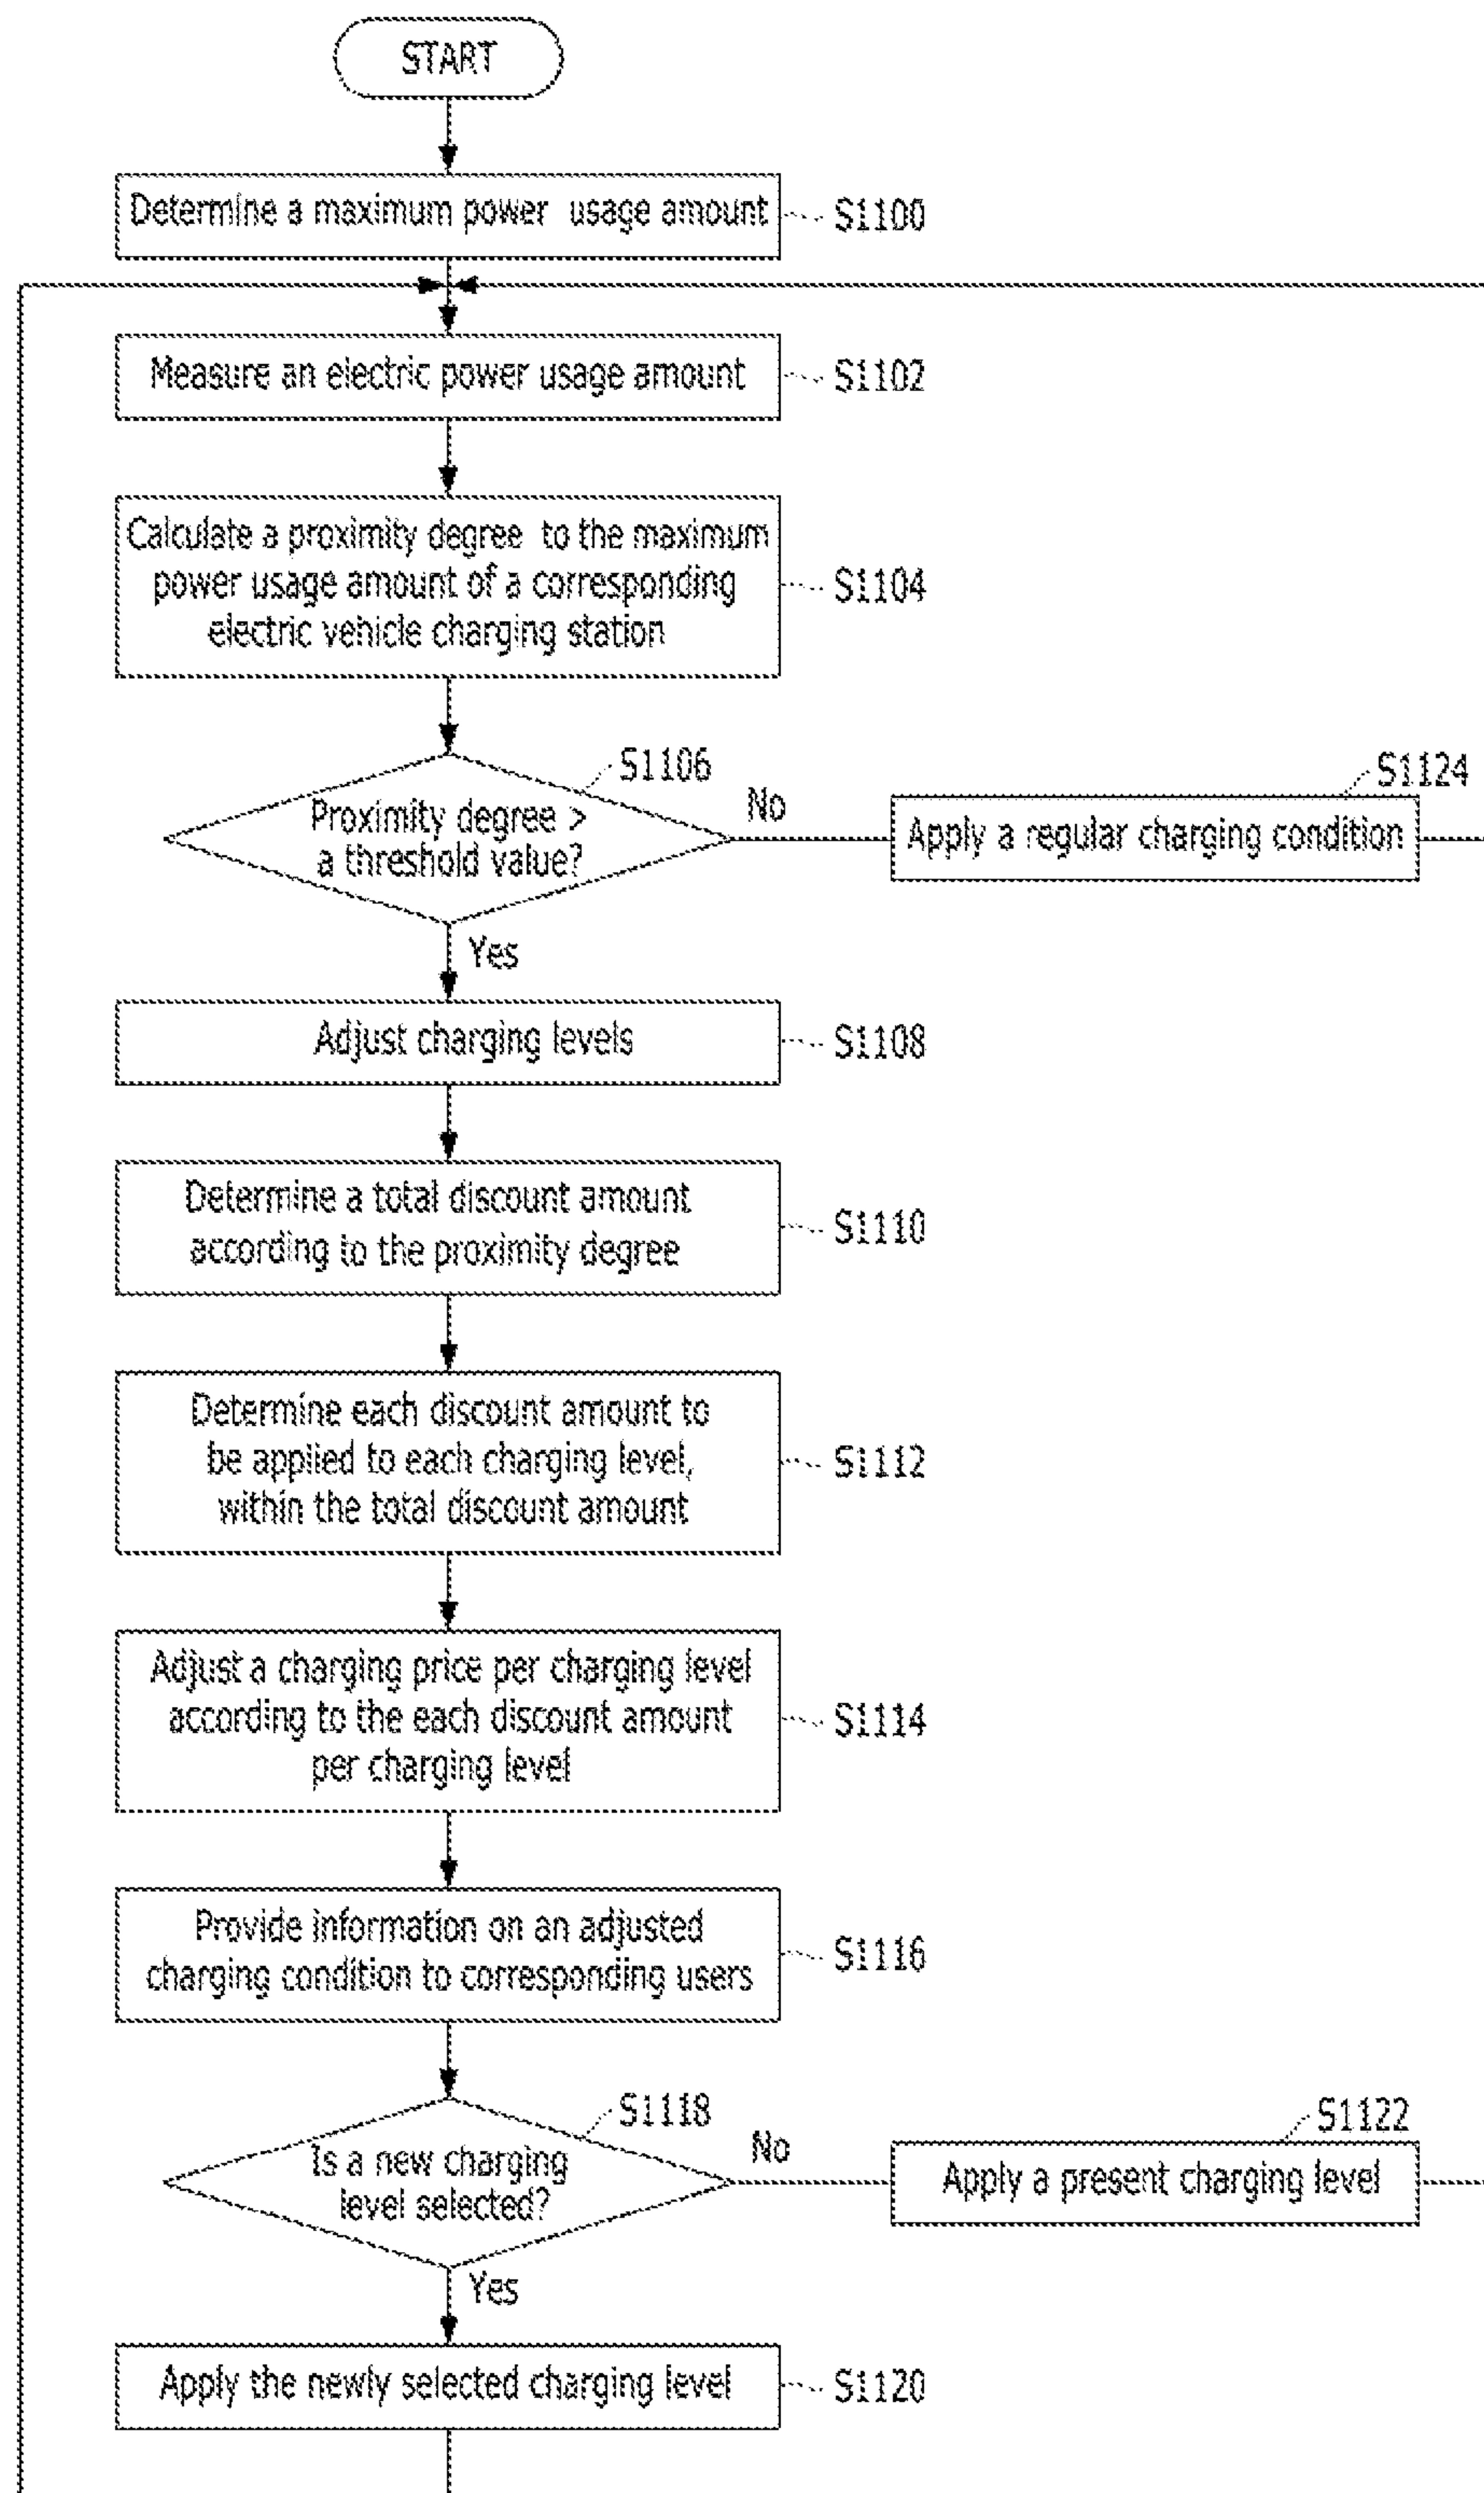 START
Determine a maximum power usage amount
S1100
Measure an electric power usage amount
S1102
Calculate a proximity degree to the maximum
power usage amount of a corresponding
electric vehicle charging station
S1104
S1106
Proximity degree >
a threshold value?
No
S1124
Apply a regular charging condition
Yes
Adjust charging levels
S1108
Determine a total discount amount
according to the proximity degree
S1110
Determine each discount amount to
be applied to each charging level,
within the total discount amount
S1112
Adjust a charging price per charging level
according to the each discount amount
per charging level
S1114
Provide information on an adjusted
charging condition to corresponding users
S1116
S1118
Is a new charging
level selected?
No
S1122
Apply a present charging level
Yes
Apply the newly selected charging level
S1120